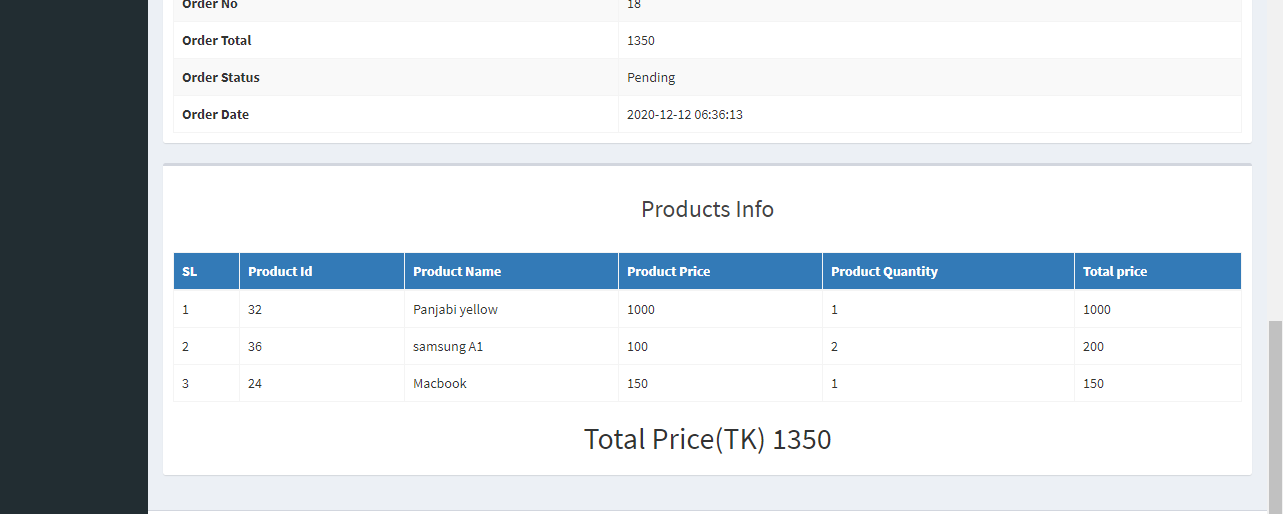 Order No 18
Order Total 1350
Order Status Pending
Order Date 2020-12-12 06:36:13
Products Info
SL Product Id Product Name Product Price Product Quantity Total price
1 32 Panjabi yellow 1000 1 1000
2 36 samsung A1 100 2 200
3 24 Macbook 150 1 150
Total Price(TK) 1350